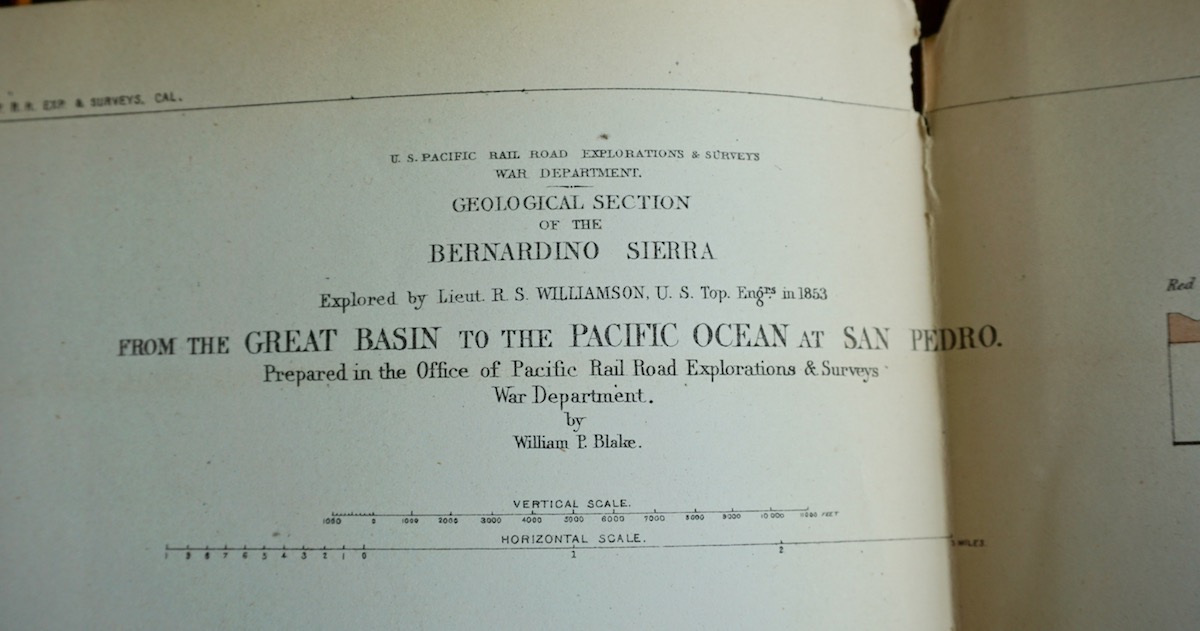 R. R. EXP. & SURVEYS, CAL.
U. S. PACIFIC RAIL ROAD EXPLORATIONS & SURVEYS
WAR DEPARTMENT.
GEOLOGICAL SECTION
OF THE
BERNARDINO SIERRA
Explored by Lieut. R. S. WILLIAMSON, U. S. Top. Engrs. in 1853
FROM THE GREAT BASIN TO THE PACIFIC OCEAN AT SAN PEDRO.
Prepared in the Office of Pacific Rail Road Explorations & Surveys
War Department.
by
William P. Blake.
Red
VERTICAL SCALE.
1000 0 1000 2000 3000 4000 5000 6000 7000 8000 9000 10 000 FEET
HORIZONTAL SCALE.
1 9 8 7 6 5 4 3 2 1 0 1 2 3 MILES.